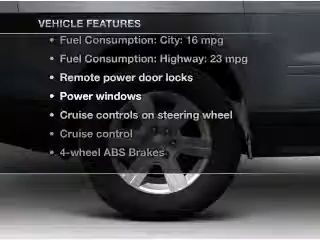 VEHICLE FEATURES
• Fuel Consumption: City: 16 mpg
• Fuel Consumption: Highway: 23 mpg
• Remote power door locks
• Power windows
• Cruise controls on steering wheel
• Cruise control
• 4-wheel ABS Brakes